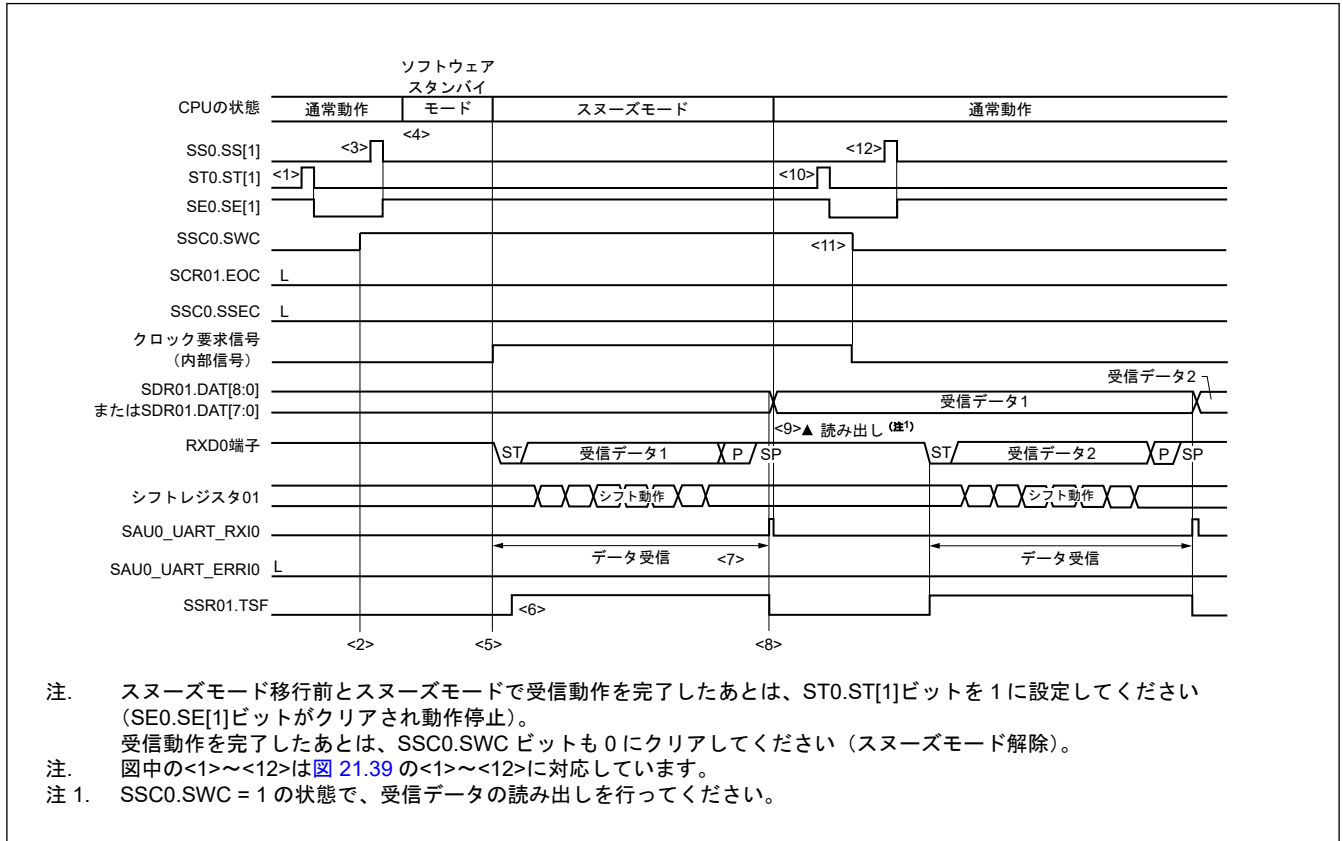 ソフトウェア
スタンバイ
CPUの状態 通常動作 モード スヌーズモード 通常動作
<4>
SS0.SS[1] <3> <12>
ST0.ST[1] <1> <10>
SE0.SE[1]
SSC0.SWC <11>
SCR01.EOC L
SSC0.SSEC L
クロック要求信号
（内部信号）
受信データ2
SDR01.DAT[8:0]
またはSDR01.DAT[7:0] 受信データ1
<9>▲ 読み出し(注1)
RXD0端子 ST 受信データ1 P SP ST 受信データ2 P SP
シフトレジスタ01 シフト動作 シフト動作
SAU0_UART_RXI0
データ受信 <7> データ受信
SAU0_UART_ERRI0 L
SSR01.TSF <6>
<2> <5> <8>
注. スヌーズモード移行前とスヌーズモードで受信動作を完了したあとは、ST0.ST[1]ビットを 1 に設定してください
（SE0.SE[1]ビットがクリアされ動作停止）。
受信動作を完了したあとは、SSC0.SWC ビットも 0 にクリアしてください（スヌーズモード解除）。
注. 図中の<1>～<12>は図 21.39 の<1>～<12>に対応しています。
注 1. SSC0.SWC = 1 の状態で、受信データの読み出しを行ってください。